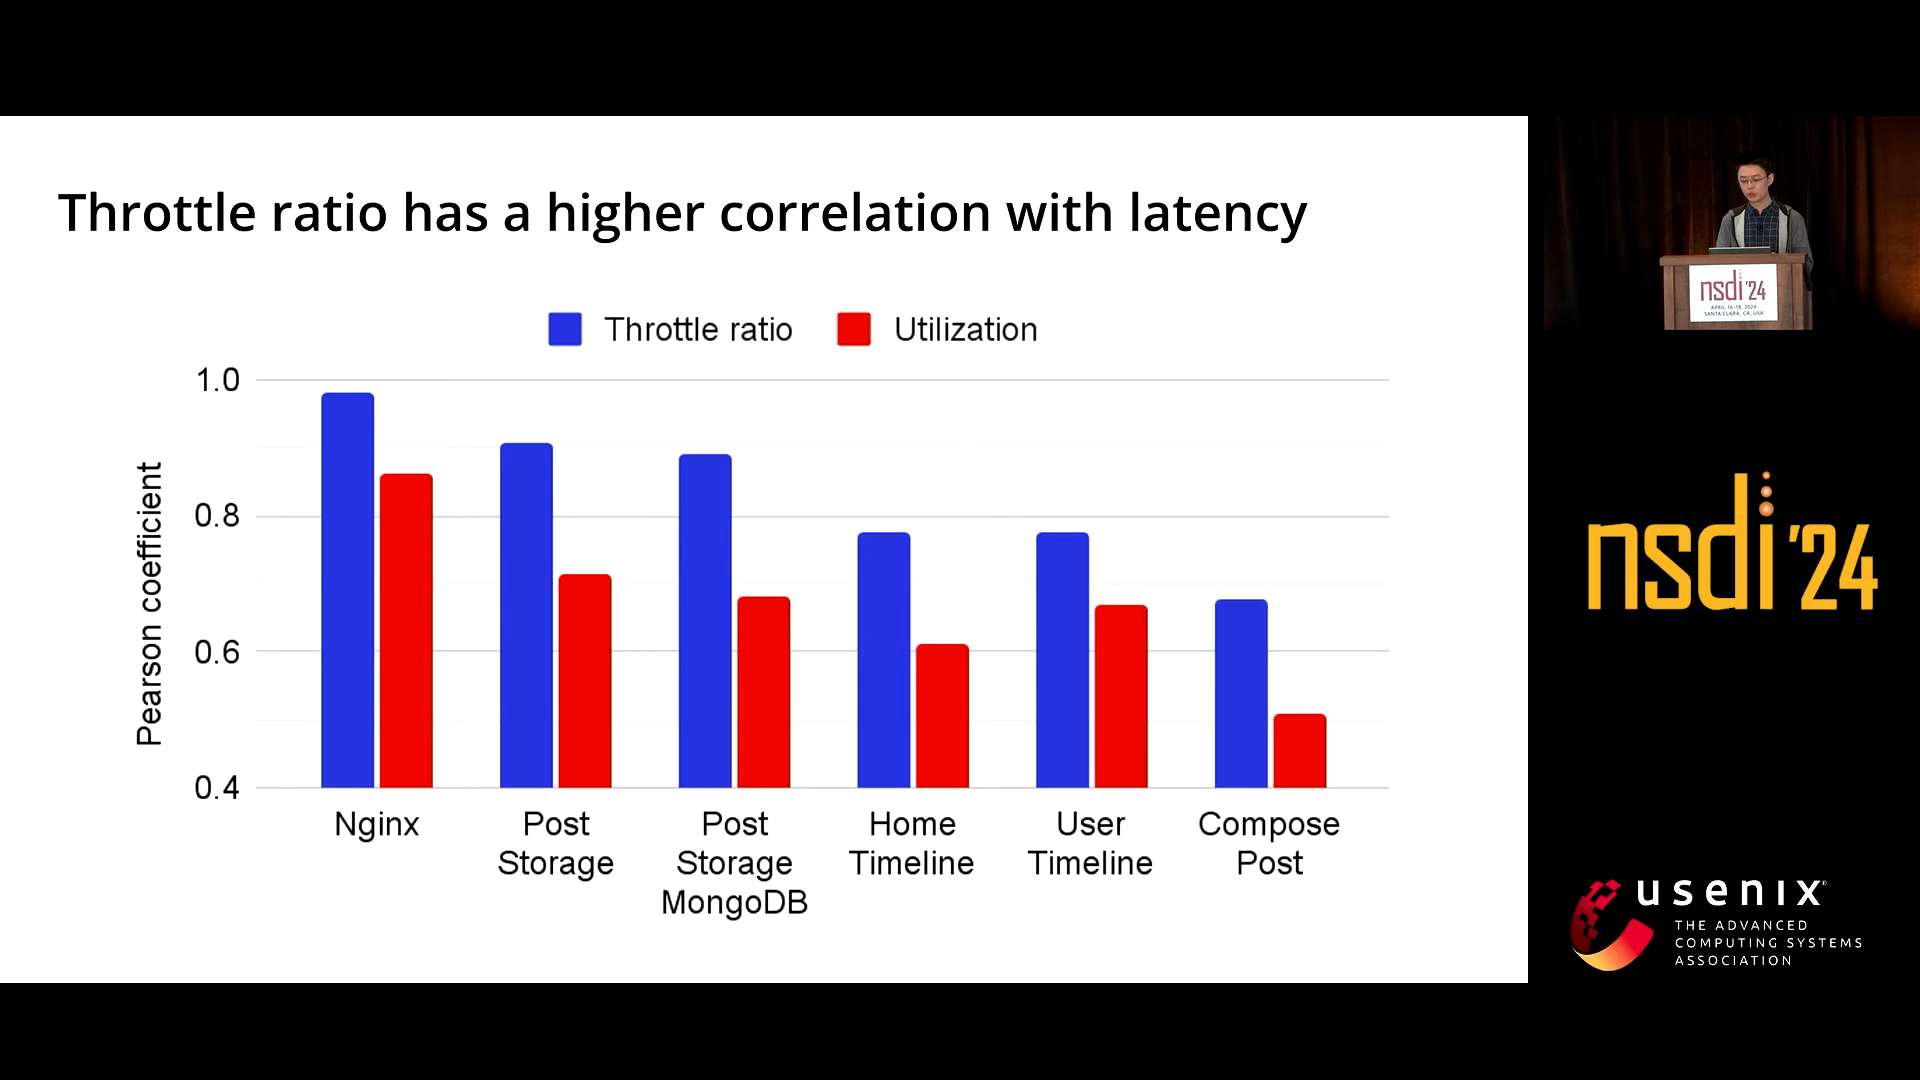 Throttle ratio has a higher correlation with latency
Throttle ratio
Utilization
1.0
0.8
0.6
0.4
Pearson coefficient
Nginx
Post
Storage
Post
Storage
MongoDB
Home
Timeline
User
Timeline
Compose
Post
nsdi '24
APRIL 16-18, 2024
SANTA CLARA, CA, USA
nsdi '24
usenix®
THE ADVANCED
COMPUTING SYSTEMS
ASSOCIATION